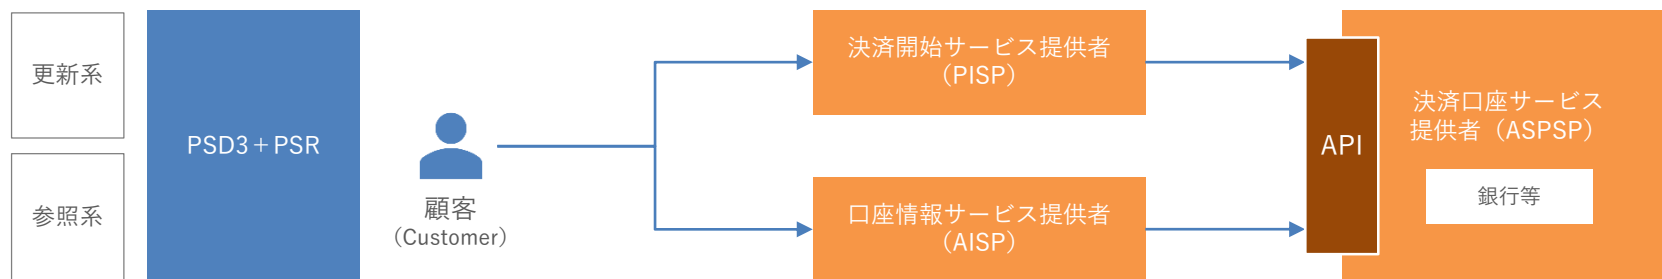 更新系
参照系
PSD3＋PSR
顧客
（Customer）
決済開始サービス提供者
（PISP）
口座情報サービス提供者
（AISP）
API
決済口座サービス
提供者（ASPSP）
銀行等